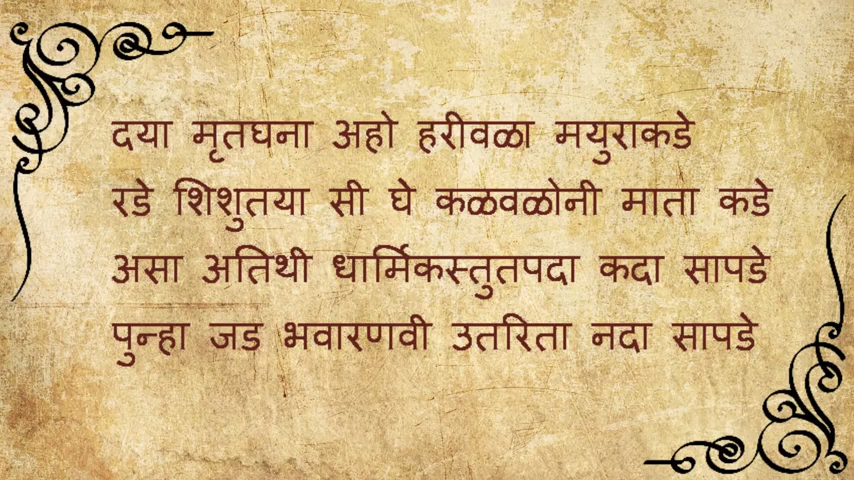 दया मृतघना अहो हरीवळा मयुराकडे
रडे शिशुतया सी घे कळवळोनी माता कडे
असा अतिथी धार्मिकस्तुतपदा कदा सापडे
पुन्हा जड भवारणवी उतरिता नदा सापडे